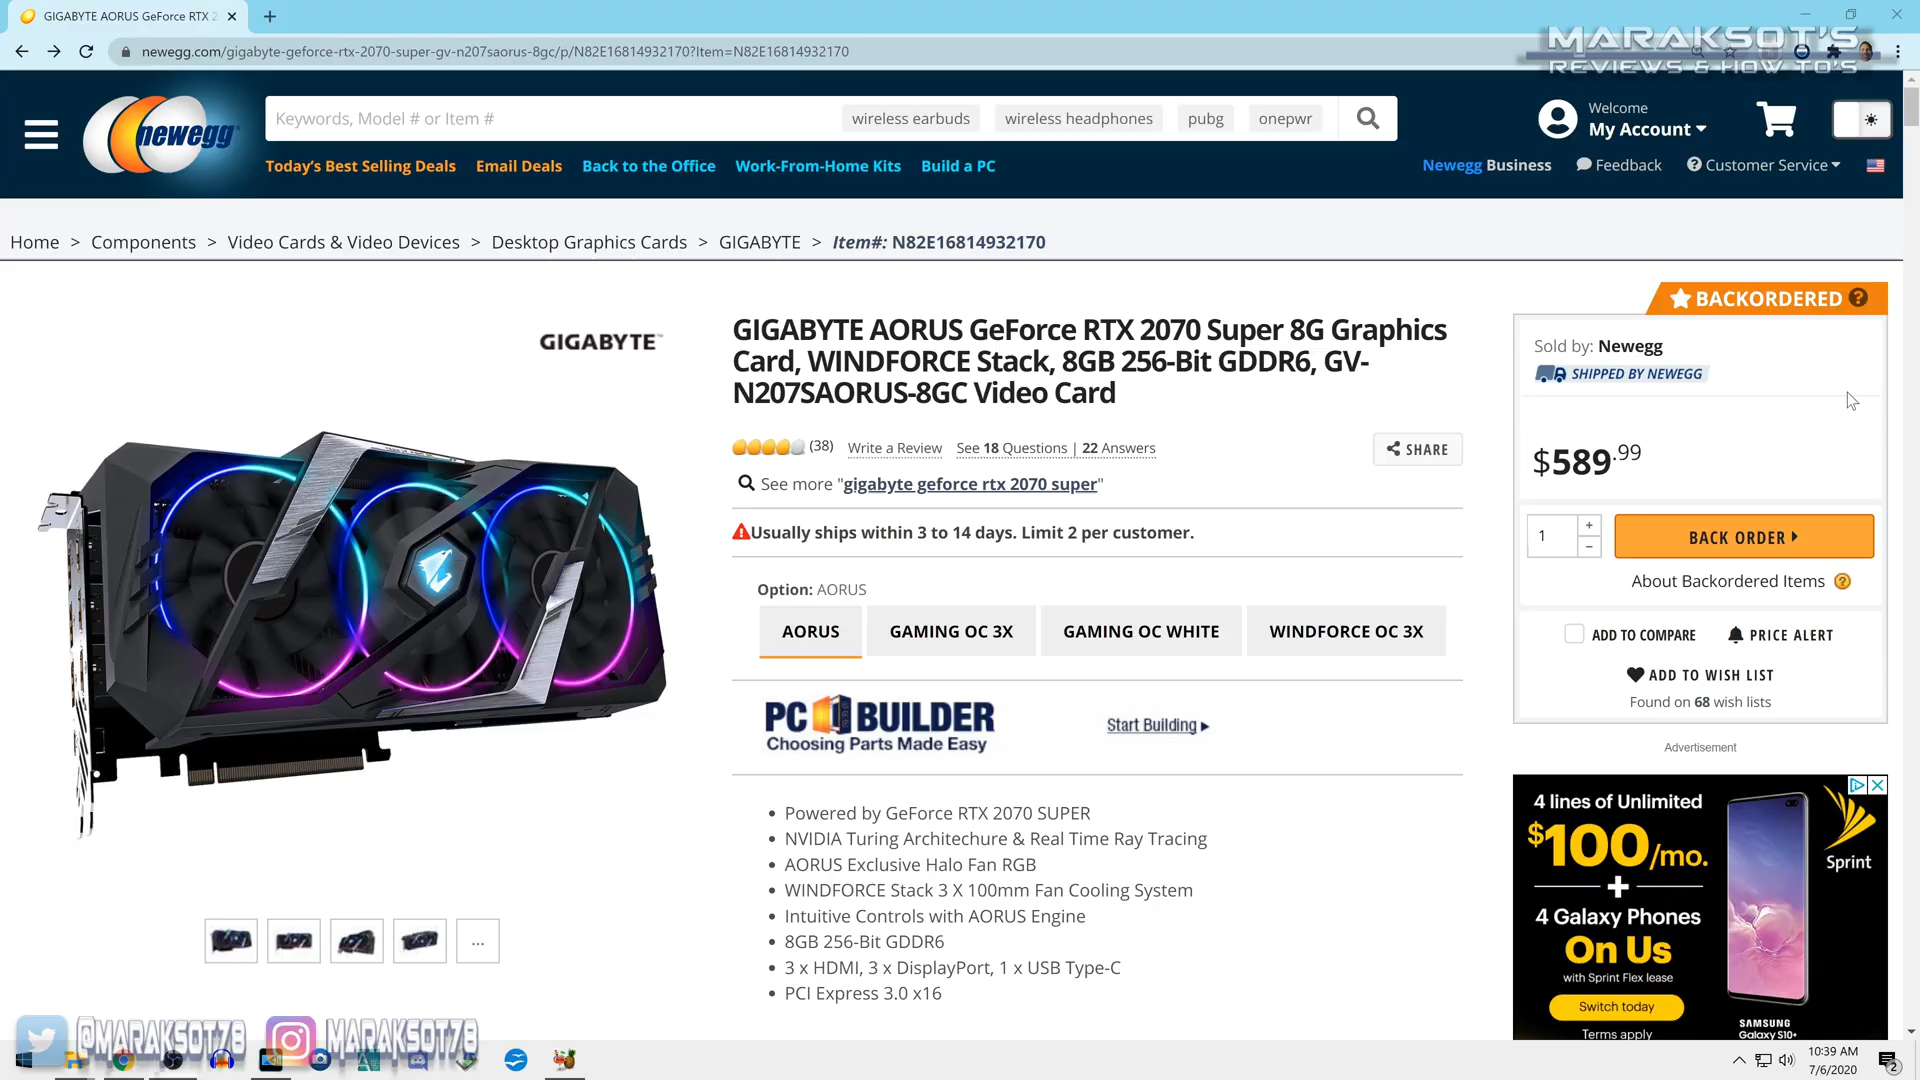 GIGABYTE AORUS GeForce RTX 2
MARAKSOT'S
REVIEWS & HOW TO'S
newegg.com/gigabyte-geforce-rtx-2070-super-gv-n207saorus-8gc/p/N82E16814932170?Item=N82E16814932170
newegg
Keywords, Model # or Item #
wireless earbuds
wireless headphones
pubg
onepwr
Welcome
My Account
Today's Best Selling Deals
Email Deals
Back to the Office
Work-From-Home Kits
Build a PC
Newegg Business
Feedback
Customer Service
Home > Components > Video Cards & Video Devices > Desktop Graphics Cards > GIGABYTE > Item#: N82E16814932170
BACKORDERED
GIGABYTE™
GIGABYTE AORUS GeForce RTX 2070 Super 8G Graphics
Card, WINDFORCE Stack, 8GB 256-Bit GDDR6, GV-
N207SAORUS-8GC Video Card
(38)
Write a Review
See 18 Questions | 22 Answers
SHARE
See more "gigabyte geforce rtx 2070 super"
Usually ships within 3 to 14 days. Limit 2 per customer.
Option: AORUS
AORUS
GAMING OC 3X
GAMING OC WHITE
WINDFORCE OC 3X
PC BUILDER
Choosing Parts Made Easy
Start Building
• Powered by GeForce RTX 2070 SUPER
• NVIDIA Turing Architechure & Real Time Ray Tracing
• AORUS Exclusive Halo Fan RGB
• WINDFORCE Stack 3 X 100mm Fan Cooling System
• Intuitive Controls with AORUS Engine
• 8GB 256-Bit GDDR6
• 3 x HDMI, 3 x DisplayPort, 1 x USB Type-C
• PCI Express 3.0 x16
Sold by: Newegg
SHIPPED BY NEWEGG
$589.99
1
+
−
BACK ORDER
About Backordered Items
ADD TO COMPARE
PRICE ALERT
ADD TO WISH LIST
Found on 68 wish lists
Advertisement
4 lines of Unlimited
$100/mo.
+
4 Galaxy Phones
On Us
with Sprint Flex lease
Switch today
Terms apply
Sprint
SAMSUNG
Galaxy S10+
...
@MARAKSOT78
MARAKSOT78
10:39 AM
7/6/2020
2